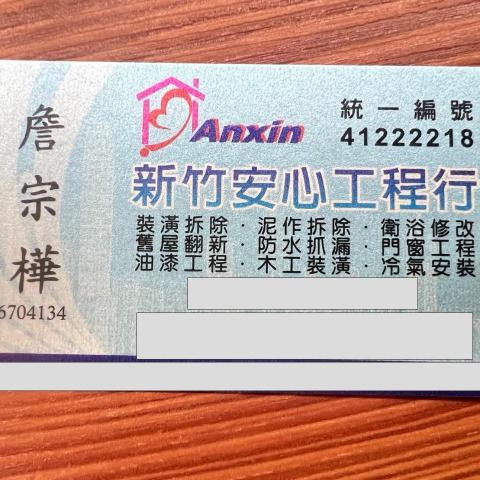 詹宗樺
6704134
Anxin
統一編號
41222218
新竹安心工程行
裝潢拆除·泥作拆除·衛浴修改
舊屋翻新·防水抓漏·門窗工程
油漆工程·木工裝潢·冷氣安裝